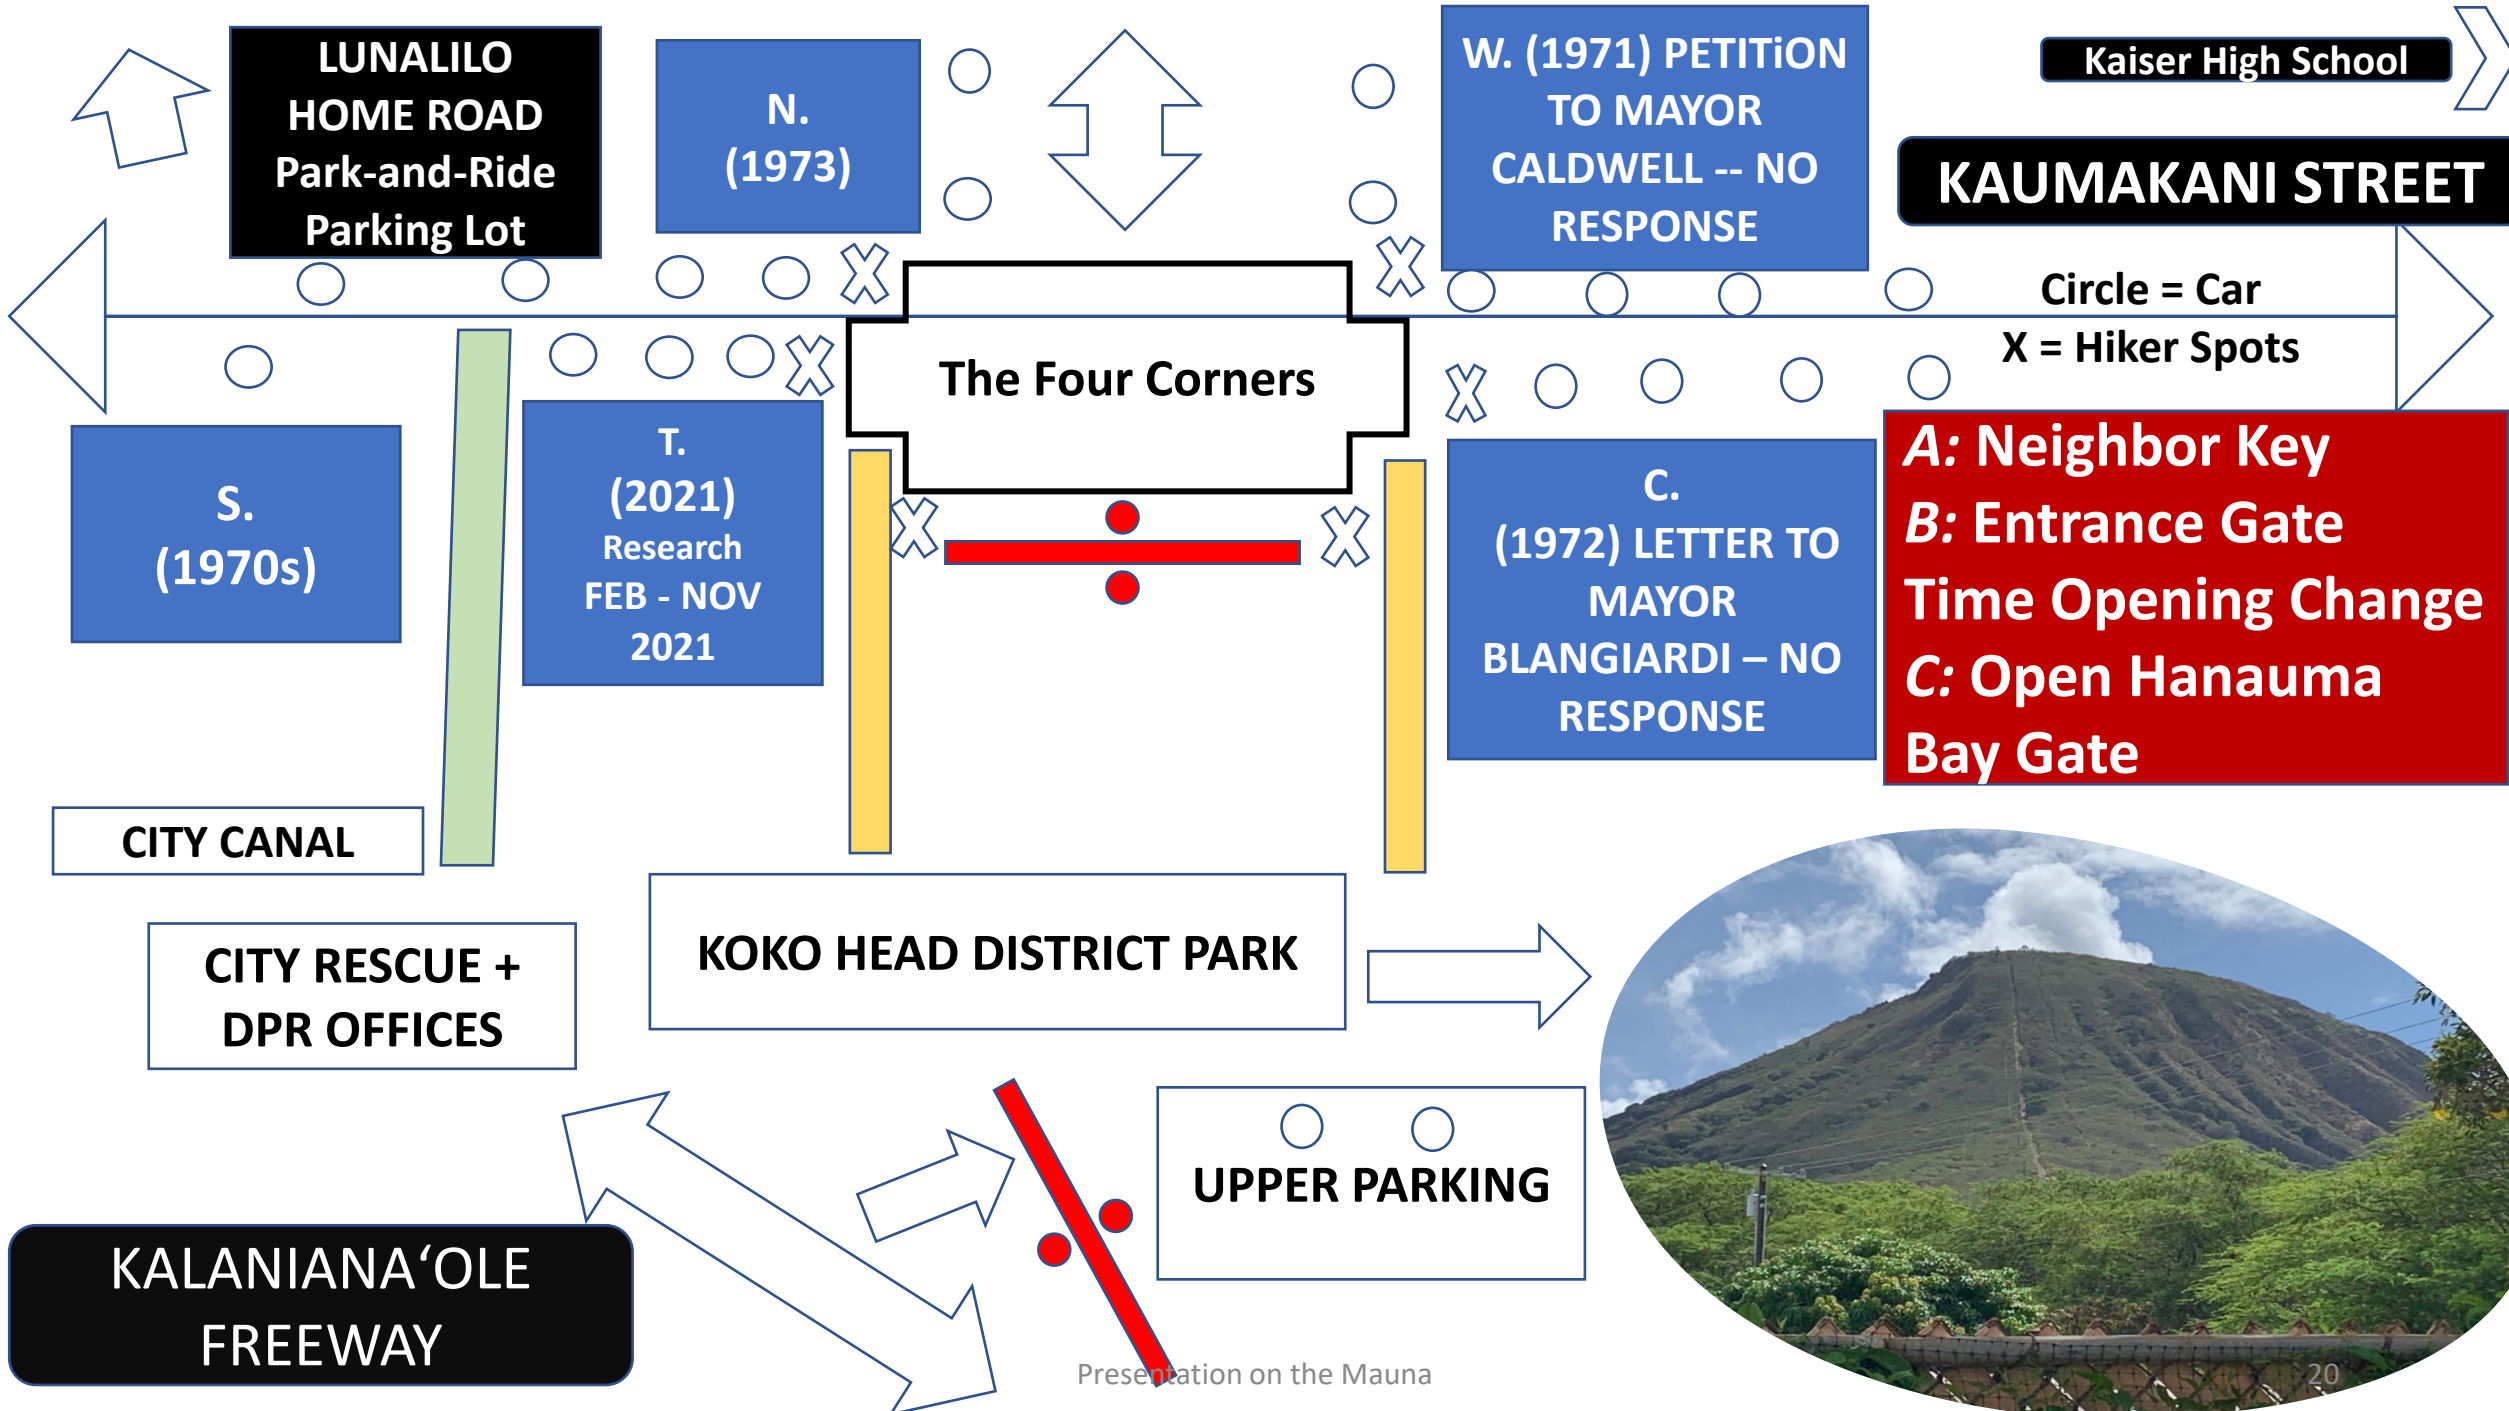 LUNALILO
HOME ROAD
Park-and-Ride
Parking Lot
N.
(1973)
W. (1971) PETITiON
TO MAYOR
CALDWELL -- NO
RESPONSE
Kaiser High School
KAUMAKANI STREET
Circle = Car
X = Hiker Spots
The Four Corners
S.
(1970s)
T.
(2021)
Research
FEB - NOV
2021
C.
(1972) LETTER TO
MAYOR
BLANGIARDI – NO
RESPONSE
A: Neighbor Key
B: Entrance Gate
Time Opening Change
C: Open Hanauma
Bay Gate
CITY CANAL
CITY RESCUE +
DPR OFFICES
KOKO HEAD DISTRICT PARK
UPPER PARKING
KALANIANAʻOLE
FREEWAY
Presentation on the Mauna
20